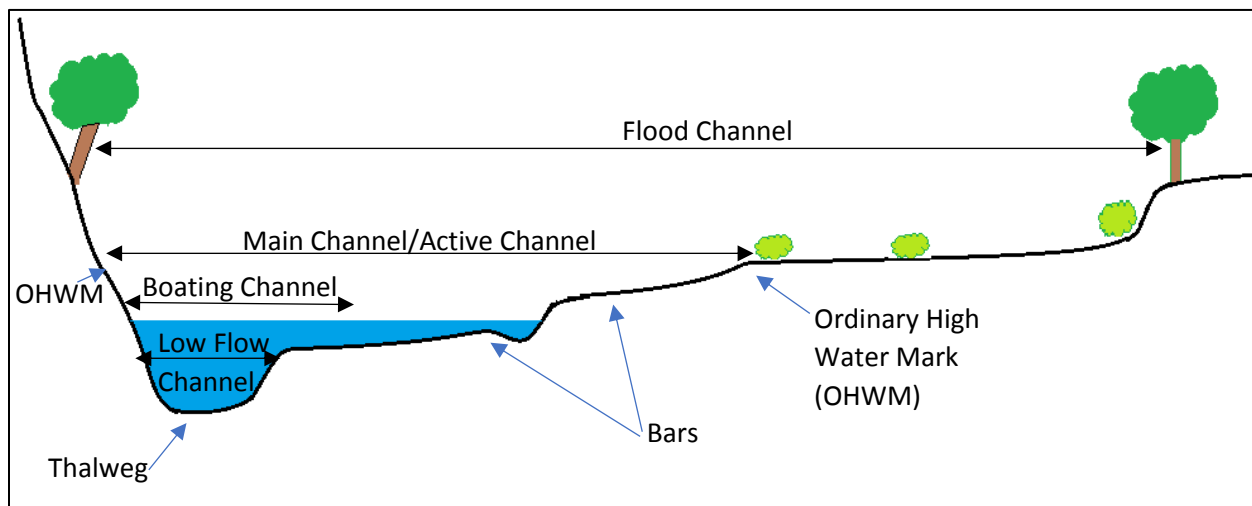 Flood Channel
Main Channel/Active Channel
OHWM
Boating Channel
Ordinary High
Water Mark
(OHWM)
Low Flow
Channel
Bars
Thalweg